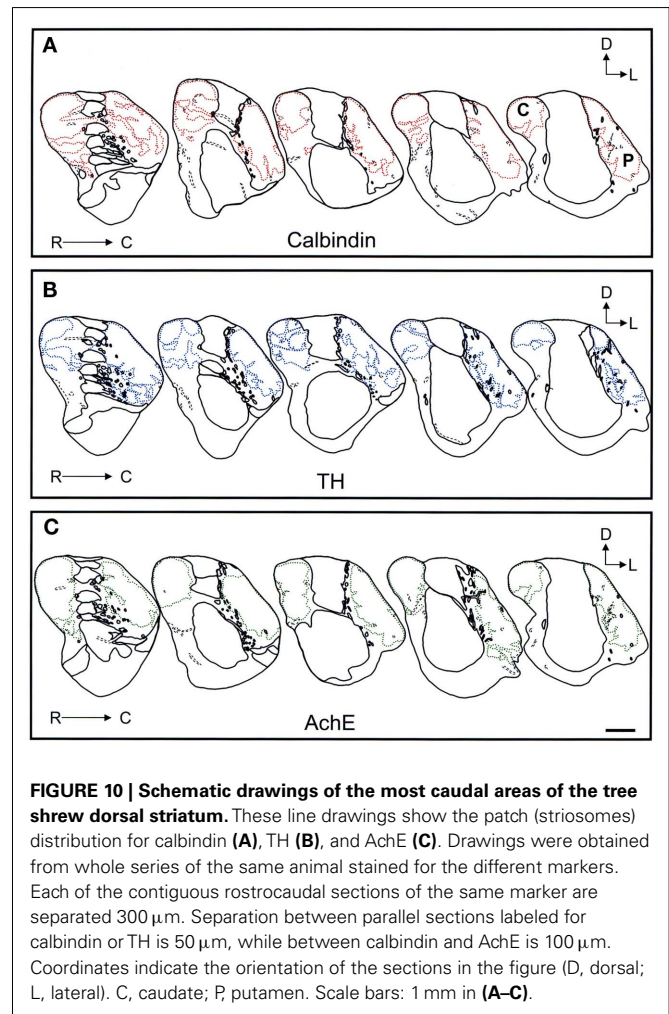 A
D
L
C
P
R C
Calbindin
B
D
L
R C
TH
C
D
L
R C
AchE
FIGURE 10 | Schematic drawings of the most caudal areas of the tree
shrew dorsal striatum. These line drawings show the patch (striosomes)
distribution for calbindin (A), TH (B), and AchE (C). Drawings were obtained
from whole series of the same animal stained for the different markers.
Each of the contiguous rostrocaudal sections of the same marker are
separated 300 μm. Separation between parallel sections labeled for
calbindin or TH is 50 μm, while between calbindin and AchE is 100 μm.
Coordinates indicate the orientation of the sections in the figure (D, dorsal;
L, lateral). C, caudate; P, putamen. Scale bars: 1 mm in (A–C).